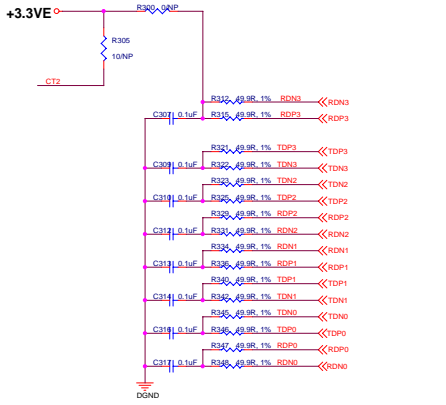 +3.3VE
R300 0/NP
R305
10/NP
CT2
R312 49.9R, 1% RDN3 RDN3
C307 0.1uF R315 49.9R, 1% RDP3 RDP3
R321 49.9R, 1% TDP3 TDP3
C309 0.1uF R322 49.9R, 1% TDN3 TDN3
R323 49.9R, 1% TDN2 TDN2
C310 0.1uF R325 49.9R, 1% TDP2 TDP2
R329 49.9R, 1% RDP2 RDP2
C312 0.1uF R331 49.9R, 1% RDN2 RDN2
R334 49.9R, 1% RDN1 RDN1
C313 0.1uF R336 49.9R, 1% RDP1 RDP1
R340 49.9R, 1% TDP1 TDP1
C314 0.1uF R342 49.9R, 1% TDN1 TDN1
R345 49.9R, 1% TDN0 TDN0
C316 0.1uF R346 49.9R, 1% TDP0 TDP0
R347 49.9R, 1% RDP0 RDP0
C317 0.1uF R348 49.9R, 1% RDN0 RDN0
DGND